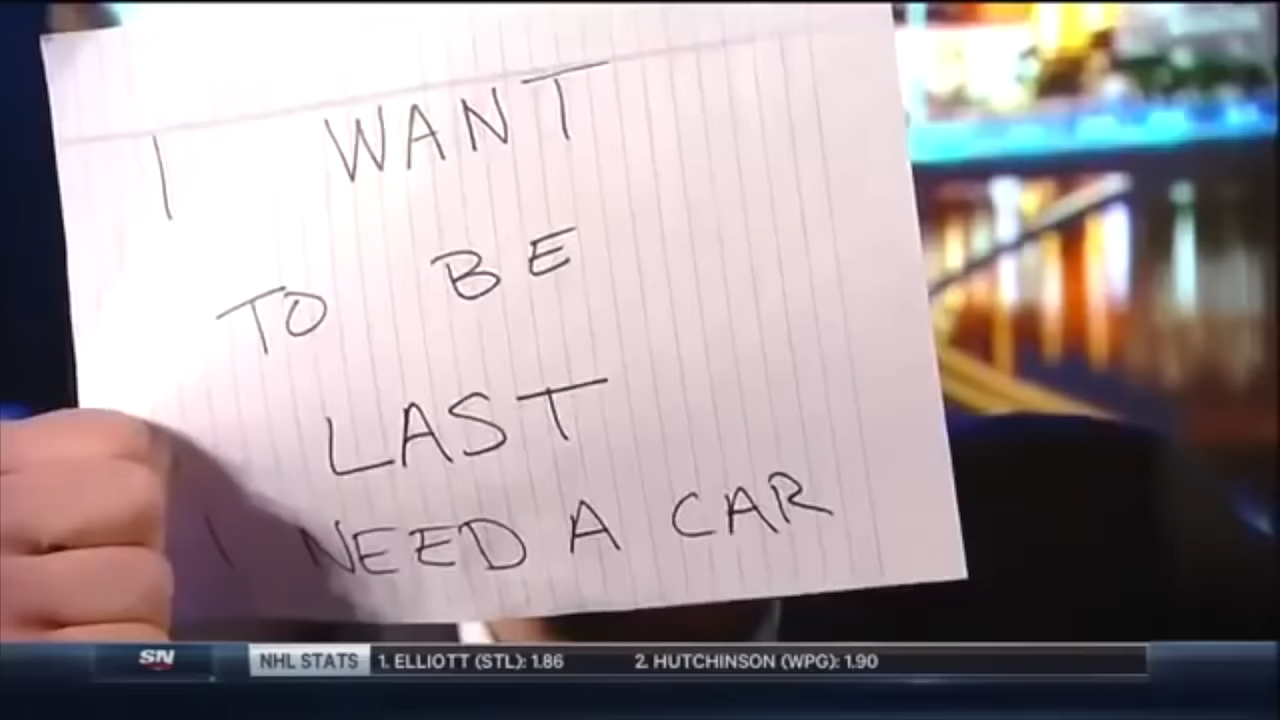 I WANT
TO BE
LAST
I NEED A CAR
SN NHL STATS 1. ELLIOTT (STL): 1.86 2. HUTCHINSON (WPG): 1.90